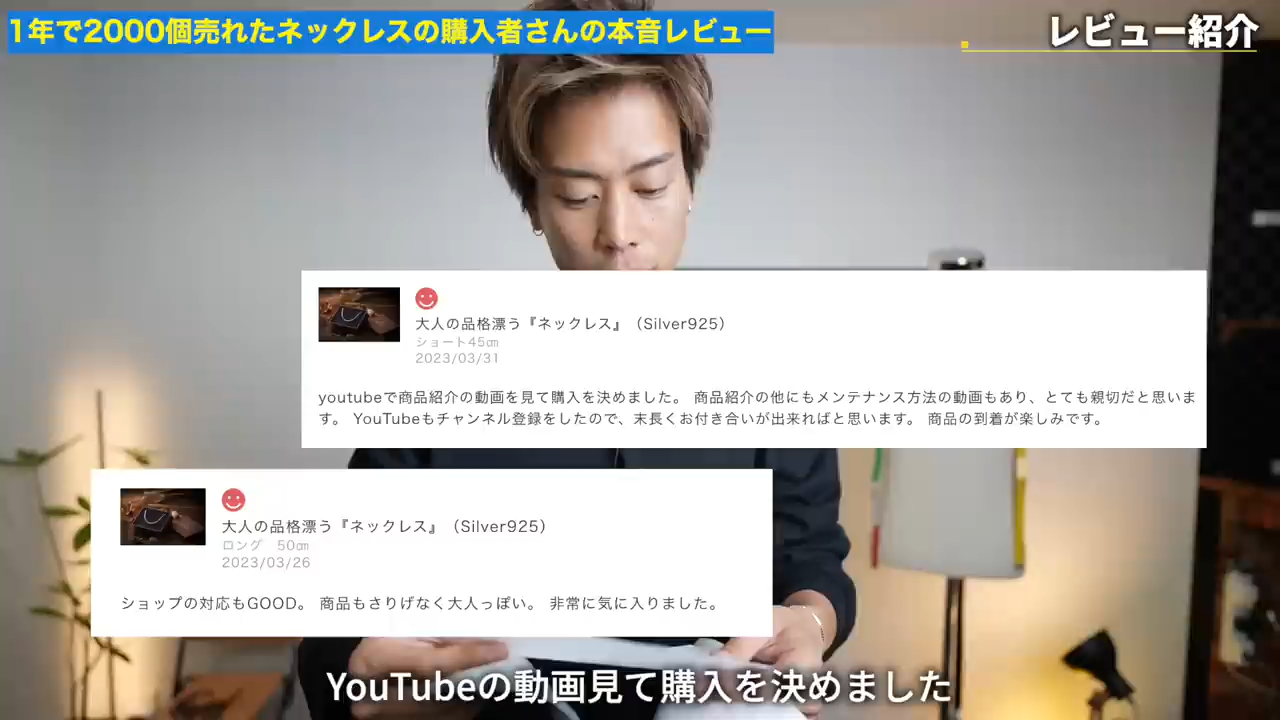 1年で2000個売れたネックレスの購入者さんの本音レビュー
レビュー紹介
大人の品格漂う『ネックレス』（Silver925）
ショート45㎝
2023/03/31
youtubeで商品紹介の動画を見て購入を決めました。 商品紹介の他にもメンテナンス方法の動画もあり、とても親切だと思いま
す。 YouTubeもチャンネル登録をしたので、末長くお付き合いが出来ればと思います。 商品の到着が楽しみです。
大人の品格漂う『ネックレス』（Silver925）
ロング　50㎝
2023/03/26
ショップの対応もGOOD。 商品もさりげなく大人っぽい。 非常に気に入りました。
YouTubeの動画見て購入を決めました